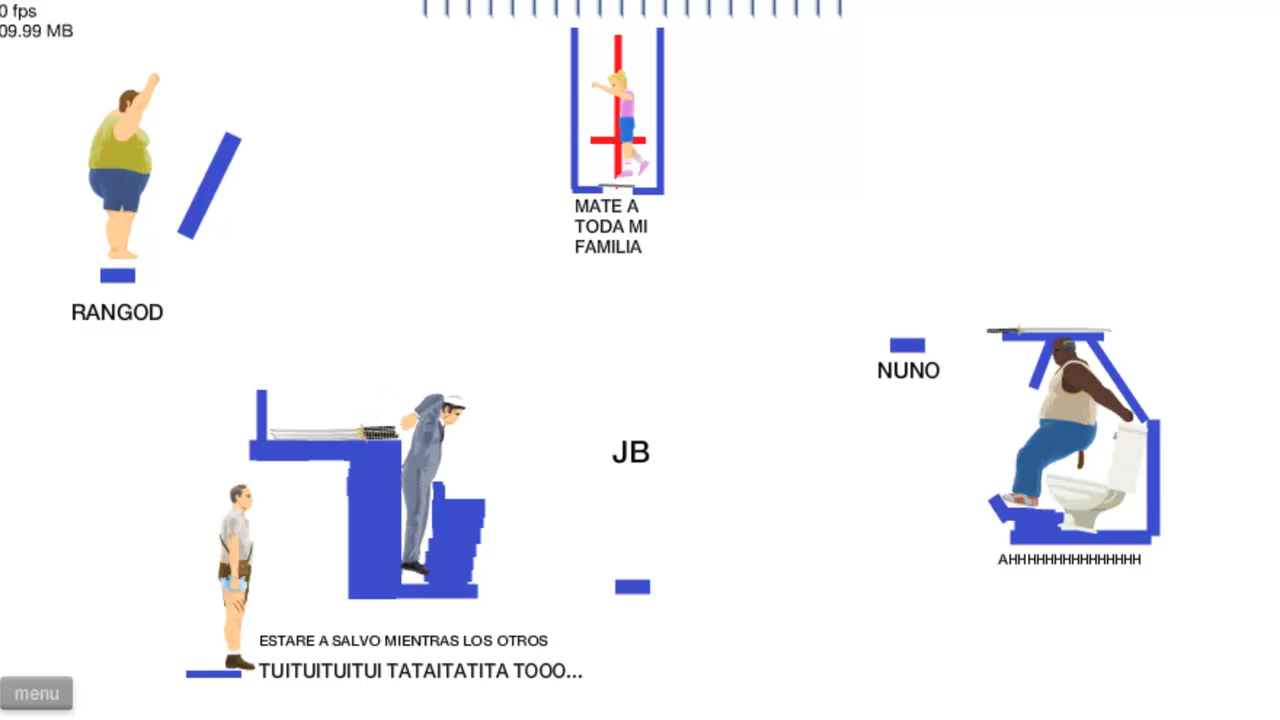 0 fps
09.99 MB
MATE A
TODA MI
FAMILIA
RANGOD
NUNO
JB
AHHHHHHHHHHHHHHH
ESTARE A SALVO MIENTRAS LOS OTROS
TUITUITUITUI TATAITATITA TOOO...
menu